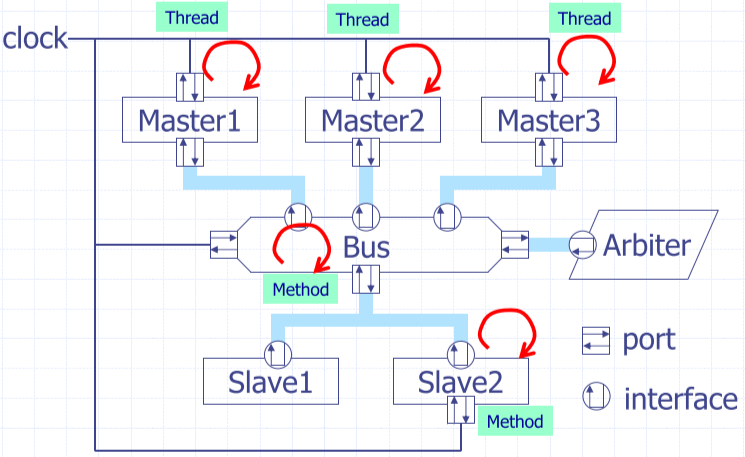 Thread
Thread
Thread
clock
Master1
Master2
Master3
Bus
Arbiter
Method
port
Slave1
Slave2
interface
Method